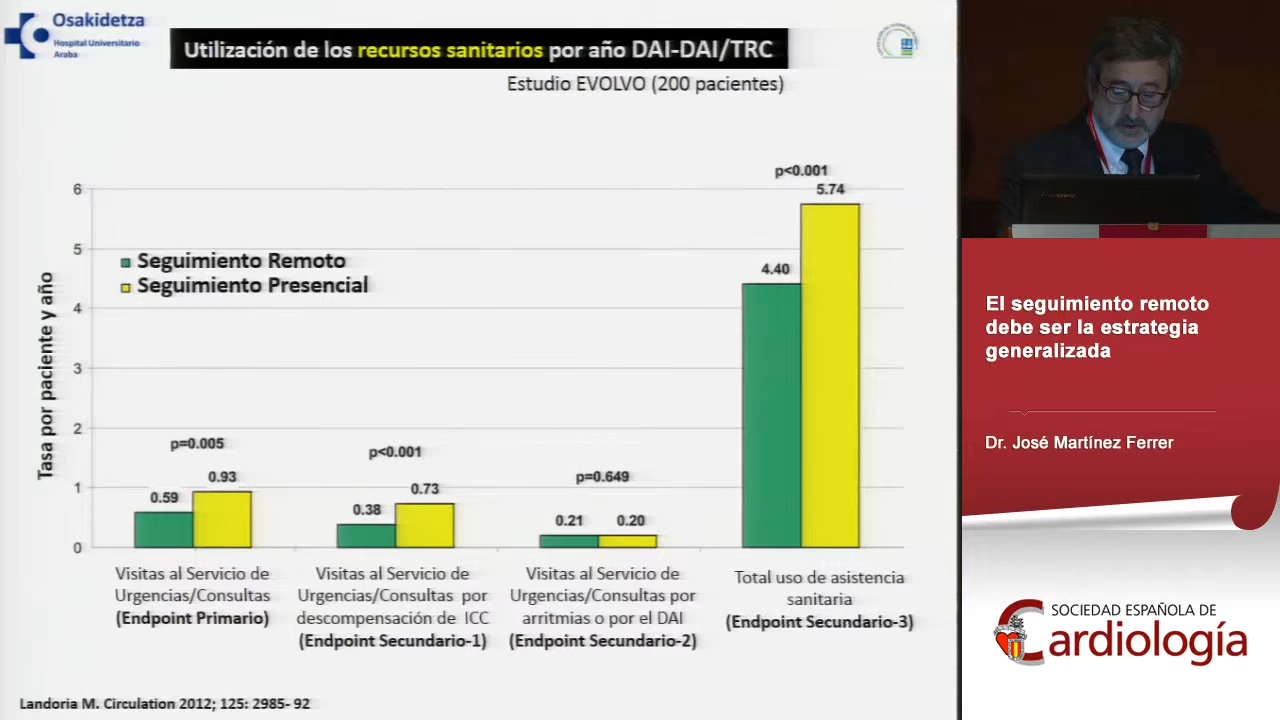 Osakidetza
Hospital Universitario
Araba
Utilización de los recursos sanitarios por año DAI-DAI/TRC
Estudio EVOLVO (200 pacientes)
Tasa por paciente y año
6
5
4
3
2
1
0
Seguimiento Remoto
Seguimiento Presencial
p=0.005
0.59
0.93
p<0.001
0.38
0.73
p=0.649
0.21
0.20
p<0.001
4.40
5.74
Visitas al Servicio de
Urgencias/Consultas
(Endpoint Primario)
Visitas al Servicio de
Urgencias/Consultas por
descompensación de ICC
(Endpoint Secundario-1)
Visitas al Servicio de
Urgencias/Consultas por
arritmias o por el DAI
(Endpoint Secundario-2)
Total uso de asistencia
sanitaria
(Endpoint Secundario-3)
Landoria M. Circulation 2012; 125: 2985- 92
El seguimiento remoto
debe ser la estrategia
generalizada
Dr. José Martínez Ferrer
SOCIEDAD ESPAÑOLA DE
Cardiología